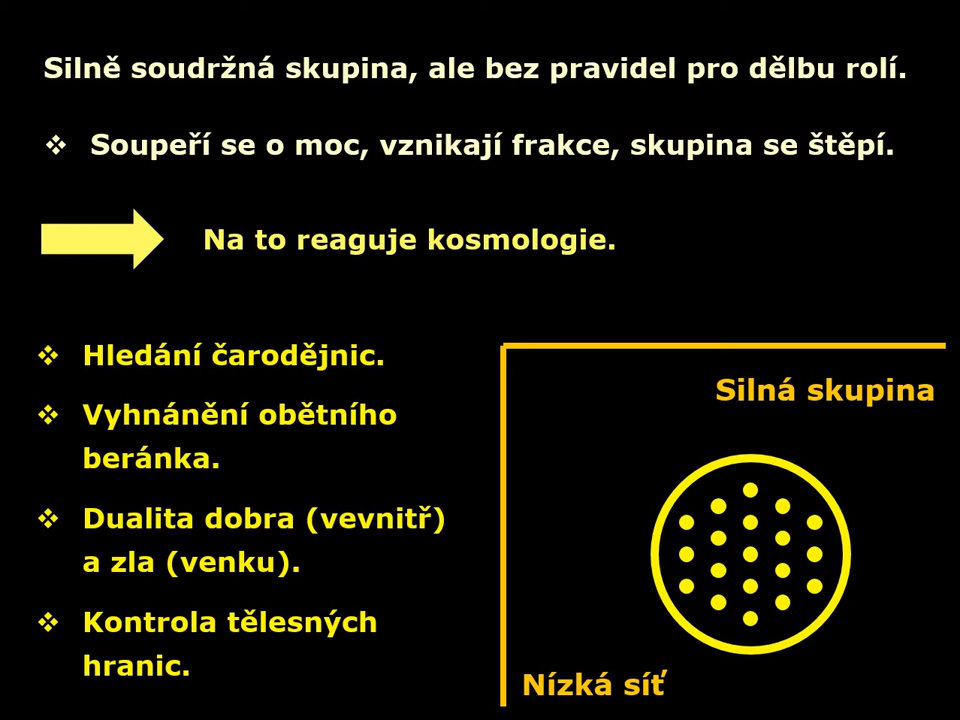 Silně soudržná skupina, ale bez pravidel pro dělbu rolí.
❖ Soupeří se o moc, vznikají frakce, skupina se štěpí.
Na to reaguje kosmologie.
❖ Hledání čarodějnic.
❖ Vyhnánění obětního
beránka.
❖ Dualita dobra (vevnitř)
a zla (venku).
❖ Kontrola tělesných
hranic.
Silná skupina
Nízká síť